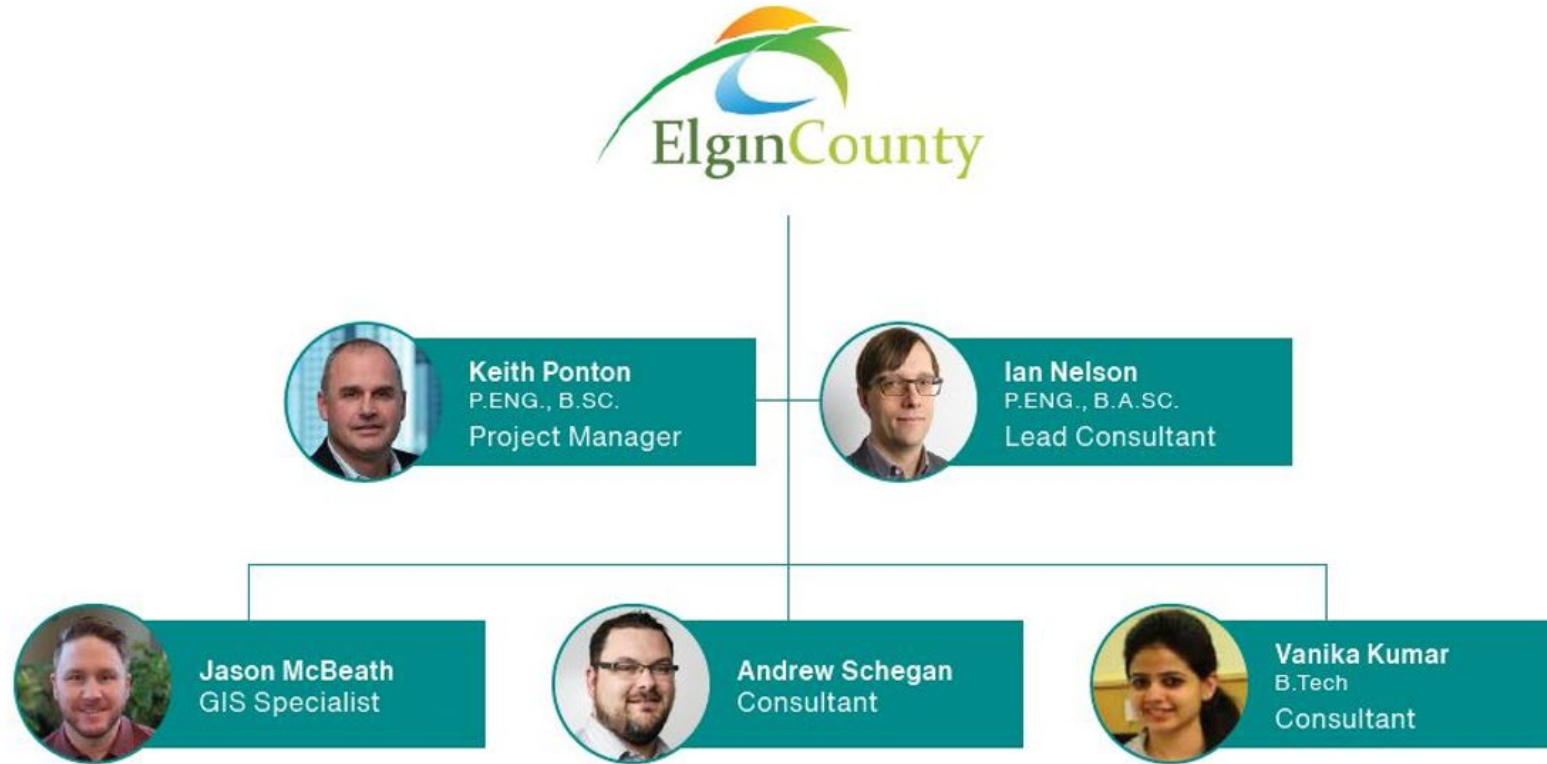 ElginCounty
Keith Ponton
P.ENG., B.SC.
Project Manager
Ian Nelson
P.ENG., B.A.SC.
Lead Consultant
Jason McBeath
GIS Specialist
Andrew Schegan
Consultant
Vanika Kumar
B.Tech
Consultant